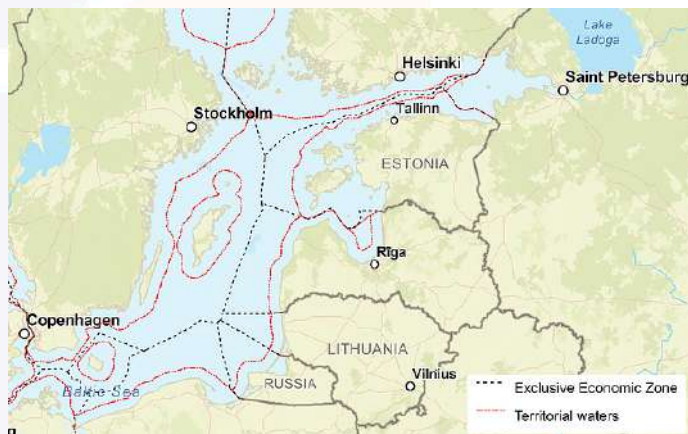 Lake
Ladoga
Helsinki
Saint Petersburg
Stockholm
Tallinn
ESTONIA
Rīga
Copenhagen
LITHUANIA
RUSSIA
Vilnius
Baltic Sea
Exclusive Economic Zone
Territorial waters